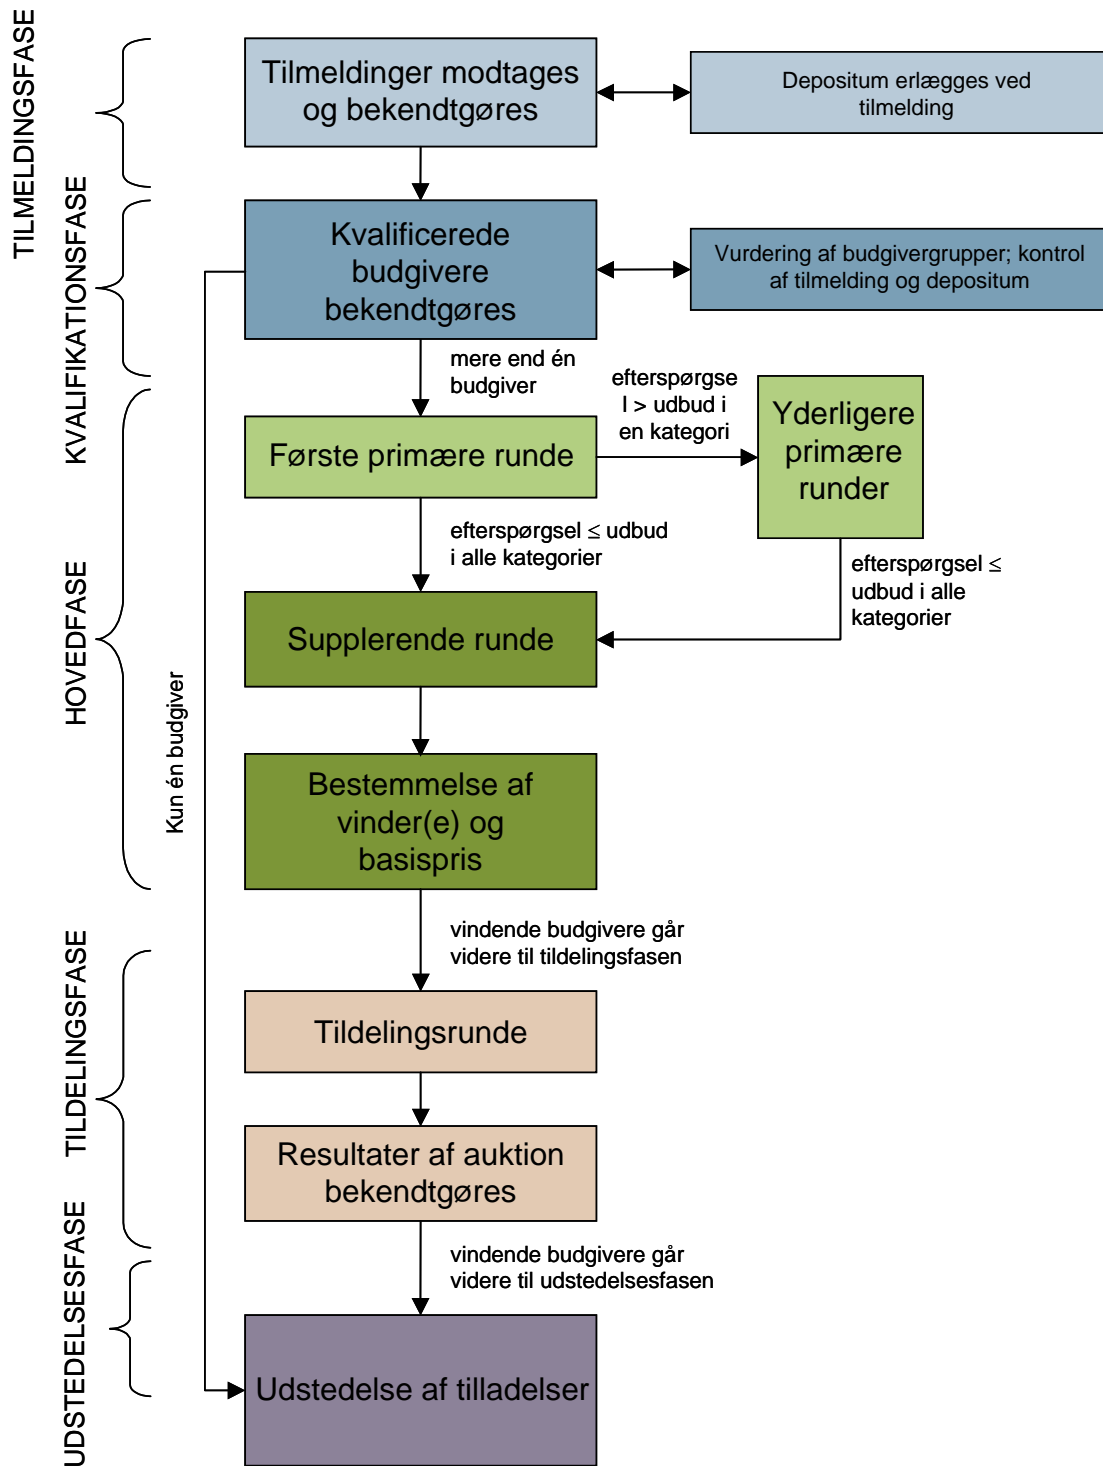 TILMELDINGSFASE
Tilmeldinger modtages
og bekendtgøres
Depositum erlægges ved
tilmelding
KVALIFIKATIONSFASE
Kvalificerede
budgivere
bekendtgøres
Vurdering af budgivergrupper; kontrol
af tilmelding og depositum
mere end én
budgiver
efterspørgse
l > udbud i
en kategori
HOVEDFASE
Første primære runde
Yderligere
primære
runder
efterspørgsel ≤ udbud
i alle kategorier
efterspørgsel ≤
udbud i alle
kategorier
Supplerende runde
Kun én budgiver
Bestemmelse af
vinder(e) og
basispris
vindende budgivere går
videre til tildelingsfasen
TILDELINGSFASE
Tildelingsrunde
Resultater af auktion
bekendtgøres
vindende budgivere går
videre til udstedelsesfasen
UDSTEDELSESFASE
Udstedelse af tilladelser